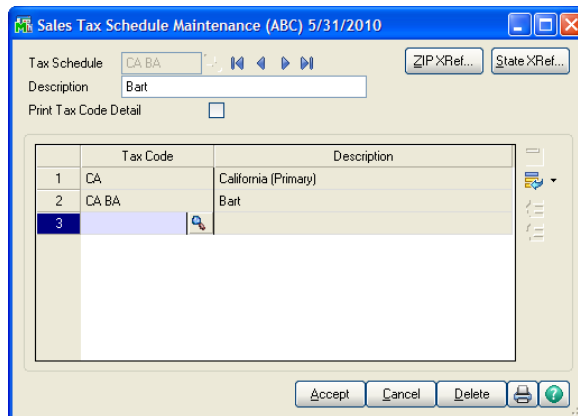 Sales Tax Schedule Maintenance (ABC) 5/31/2010
Tax Schedule CA BA ZIP XRef... State XRef...
Description Bart
Print Tax Code Detail
Tax Code Description
1 CA California (Primary)
2 CA BA Bart
3
Accept Cancel Delete